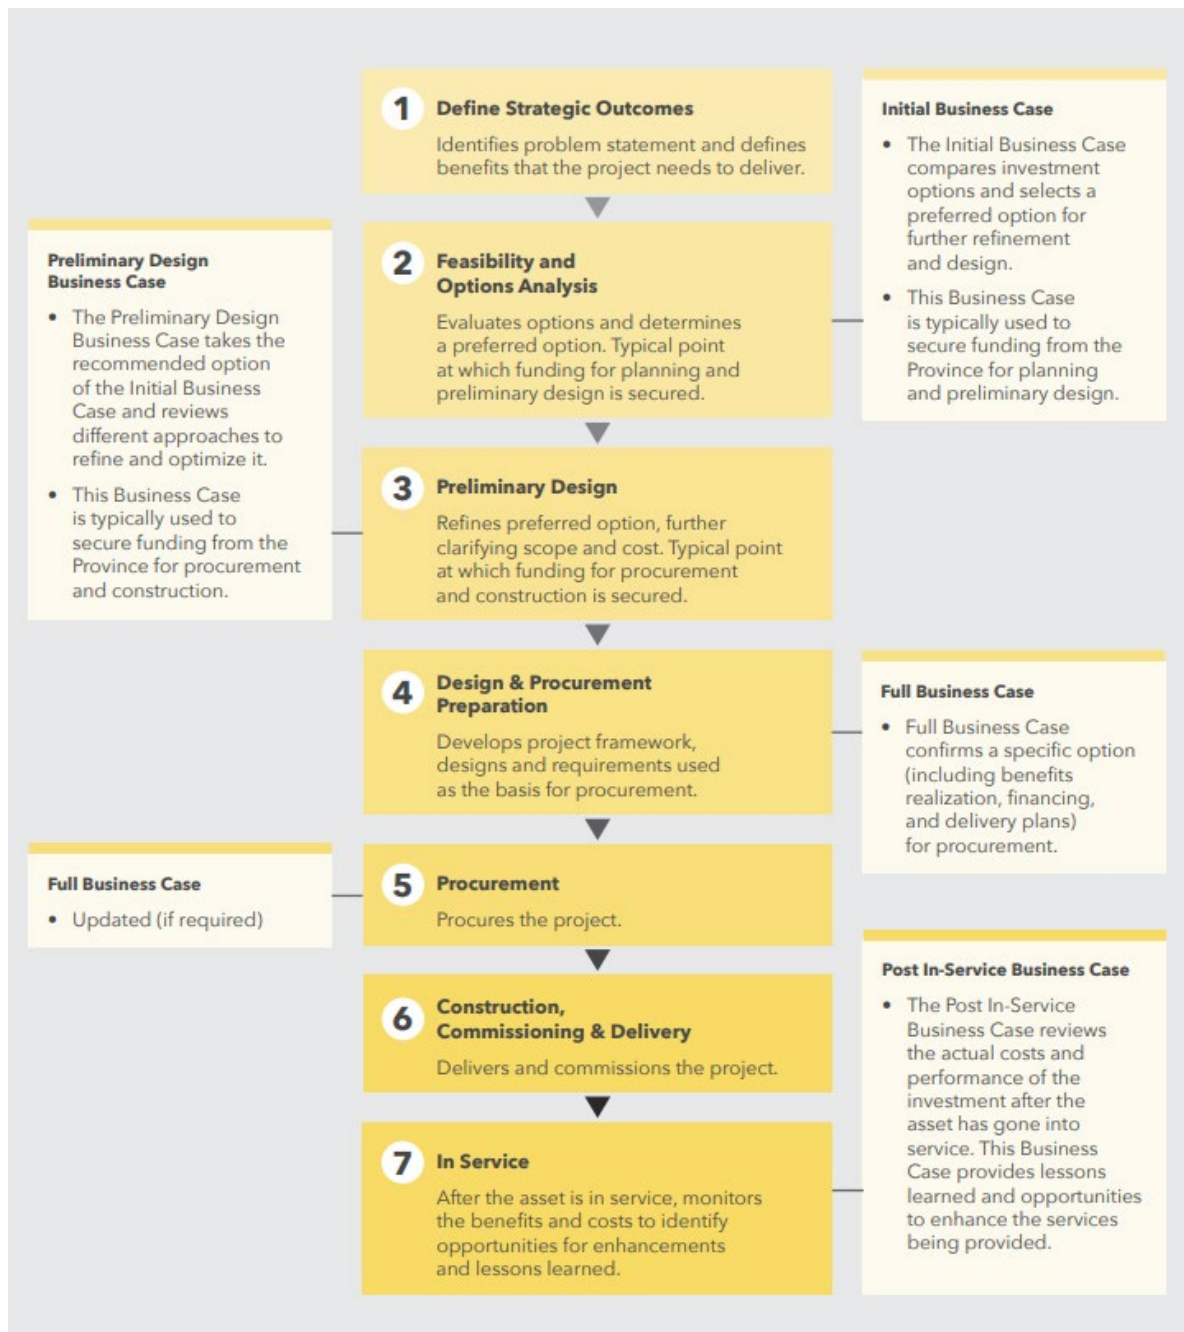 1
Define Strategic Outcomes
Identifies problem statement and defines
benefits that the project needs to deliver.
Initial Business Case
• The Initial Business Case
compares investment
options and selects a
preferred option for
further refinement
and design.
• This Business Case
is typically used to
secure funding from the
Province for planning
and preliminary design.
2
Feasibility and
Options Analysis
Evaluates options and determines
a preferred option. Typical point
at which funding for planning and
preliminary design is secured.
Preliminary Design
Business Case
• The Preliminary Design
Business Case takes the
recommended option
of the Initial Business
Case and reviews
different approaches to
refine and optimize it.
• This Business Case
is typically used to
secure funding from the
Province for procurement
and construction.
3
Preliminary Design
Refines preferred option, further
clarifying scope and cost. Typical point
at which funding for procurement
and construction is secured.
4
Design & Procurement
Preparation
Develops project framework,
designs and requirements used
as the basis for procurement.
Full Business Case
• Full Business Case
confirms a specific option
(including benefits
realization, financing,
and delivery plans)
for procurement.
Full Business Case
• Updated (if required)
5
Procurement
Procures the project.
6
Construction,
Commissioning & Delivery
Delivers and commissions the project.
Post In-Service Business Case
• The Post In-Service
Business Case reviews
the actual costs and
performance of the
investment after the
asset has gone into
service. This Business
Case provides lessons
learned and opportunities
to enhance the services
being provided.
7
In Service
After the asset is in service, monitors
the benefits and costs to identify
opportunities for enhancements
and lessons learned.